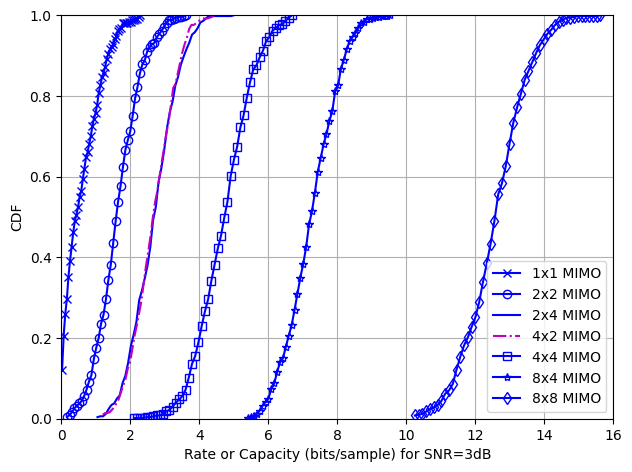 1.0
0.8
0.6
0.4
0.2
0.0
CDF
0 2 4 6 8 10 12 14 16
Rate or Capacity (bits/sample) for SNR=3dB
1x1 MIMO
2x2 MIMO
2x4 MIMO
4x2 MIMO
4x4 MIMO
8x4 MIMO
8x8 MIMO